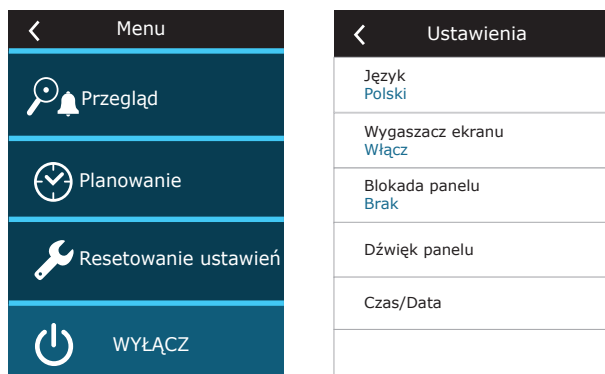 Menu
Przegląd
Planowanie
Resetowanie ustawień
WYŁĄCZ
Ustawienia
Język
Polski
Wygaszacz ekranu
Włącz
Blokada panelu
Brak
Dźwięk panelu
Czas/Data